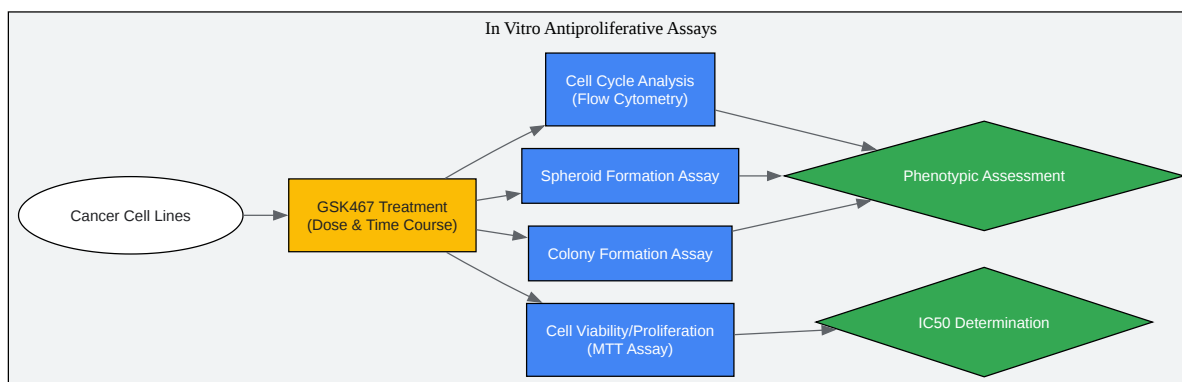 In Vitro Antiproliferative Assays
Cancer Cell Lines
GSK467 Treatment
(Dose & Time Course)
Cell Cycle Analysis
(Flow Cytometry)
Spheroid Formation Assay
Colony Formation Assay
Cell Viability/Proliferation
(MTT Assay)
Phenotypic Assessment
IC50 Determination